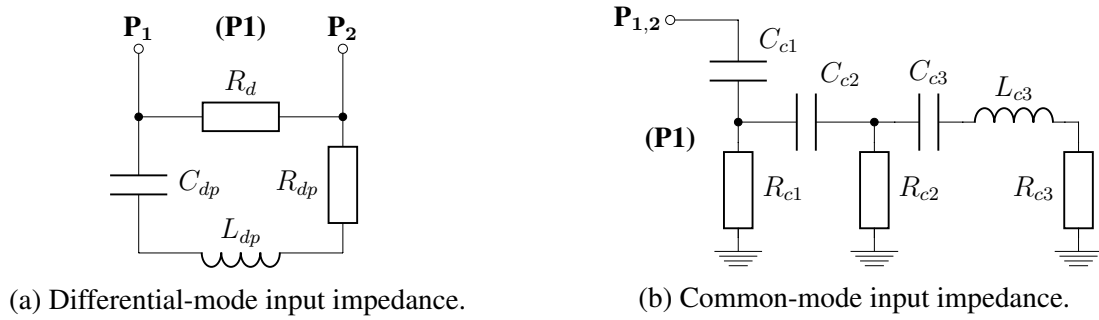 P1 (P1) P2
Rd
Cdp Rdp
Ldp
(a) Differential-mode input impedance.
P1,2
Cc1
Cc2 Cc3 Lc3
(P1)
Rc1 Rc2 Rc3
(b) Common-mode input impedance.